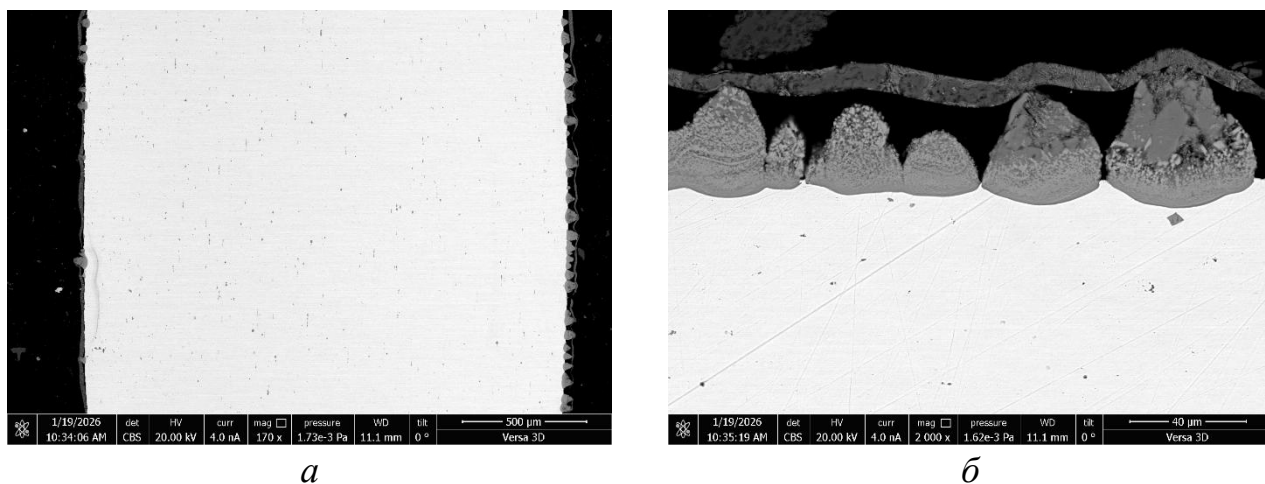 1/19/2026 det HV curr mag pressure WD tilt 500 µm
10:34:06 AM CBS 20.00 kV 4.0 nA 170 x 1.73e-3 Pa 11.1 mm 0 ° Versa 3D
1/19/2026 det HV curr mag pressure WD tilt 40 µm
10:35:19 AM CBS 20.00 kV 4.0 nA 2 000 x 1.62e-3 Pa 11.1 mm 0 ° Versa 3D
а
б